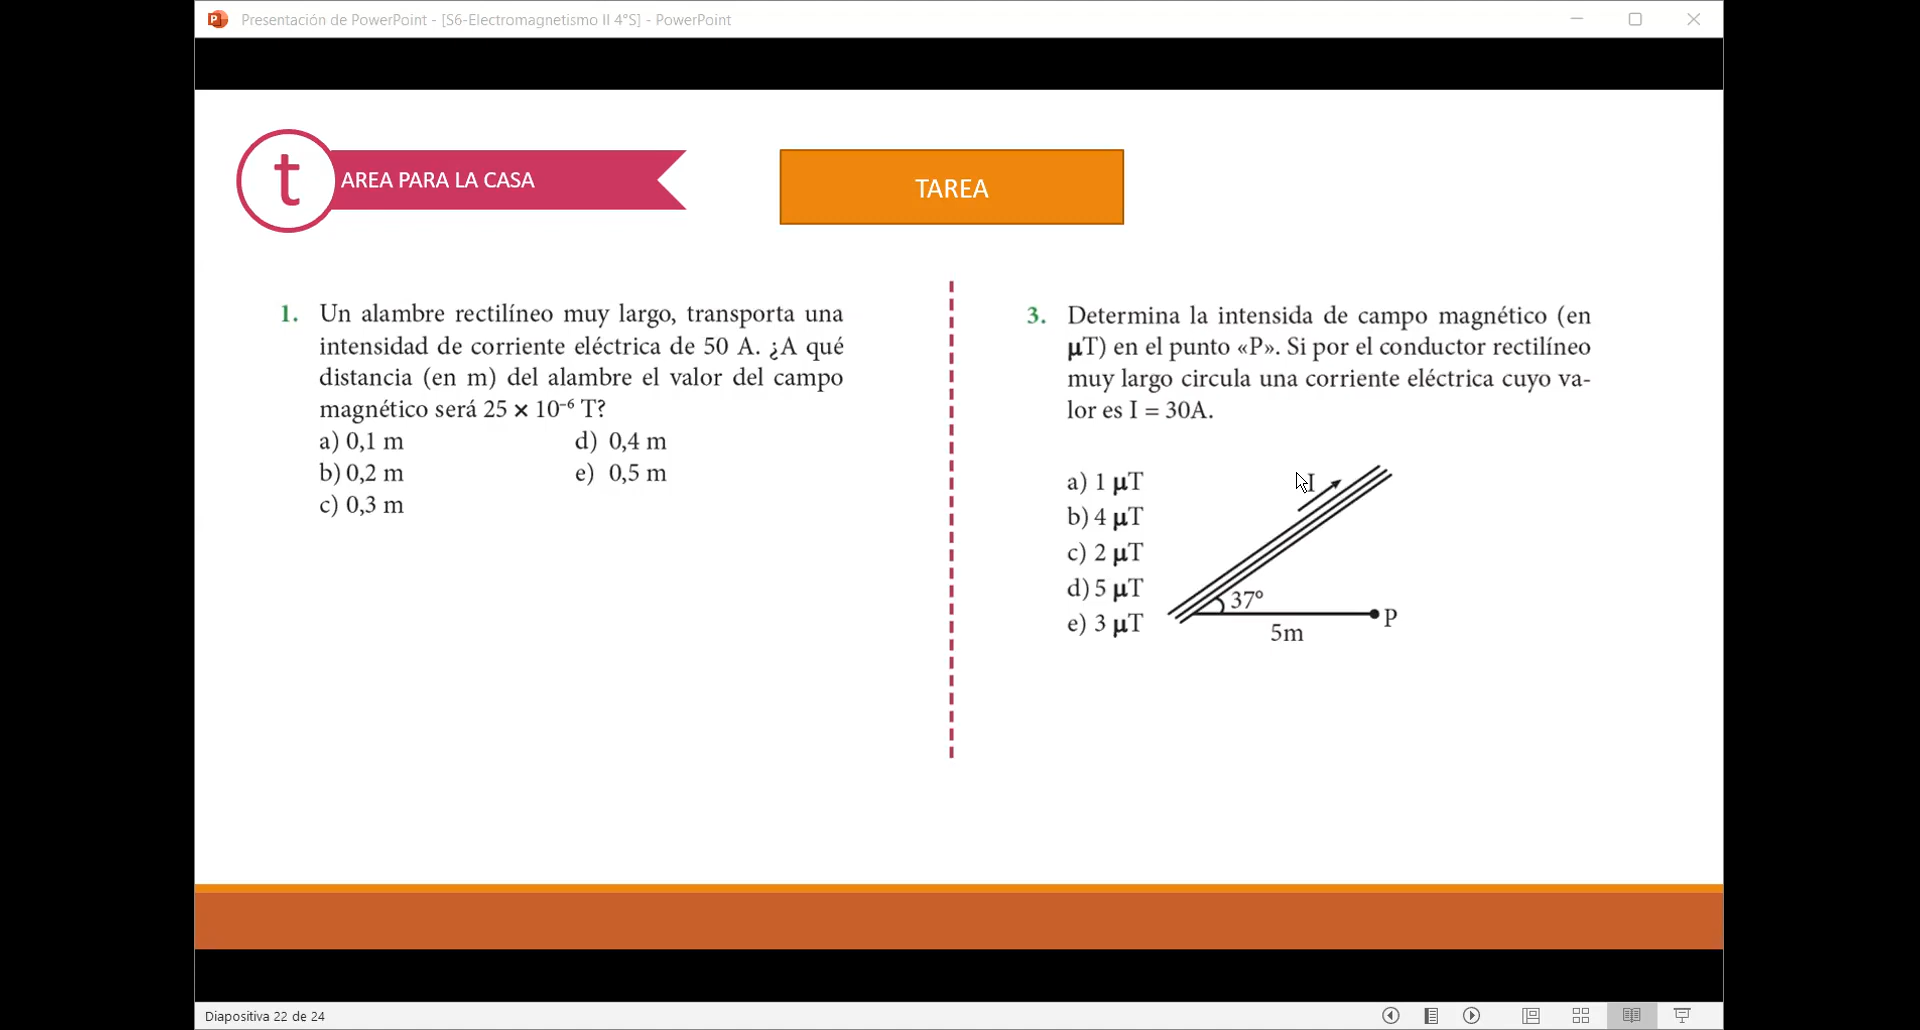 Presentación de PowerPoint - [S6-Electromagnetismo II 4°S] - PowerPoint
t
AREA PARA LA CASA
TAREA
1. Un alambre rectilíneo muy largo, transporta una
intensidad de corriente eléctrica de 50 A. ¿A qué
distancia (en m) del alambre el valor del campo
magnético será 25 × 10⁻⁶ T?
a) 0,1 m d) 0,4 m
b) 0,2 m e) 0,5 m
c) 0,3 m
3. Determina la intensida de campo magnético (en
μT) en el punto «P». Si por el conductor rectilíneo
muy largo circula una corriente eléctrica cuyo va-
lor es I = 30A.
a) 1 μT
b) 4 μT
c) 2 μT
d) 5 μT
e) 3 μT
I
37°
P
5m
Diapositiva 22 de 24